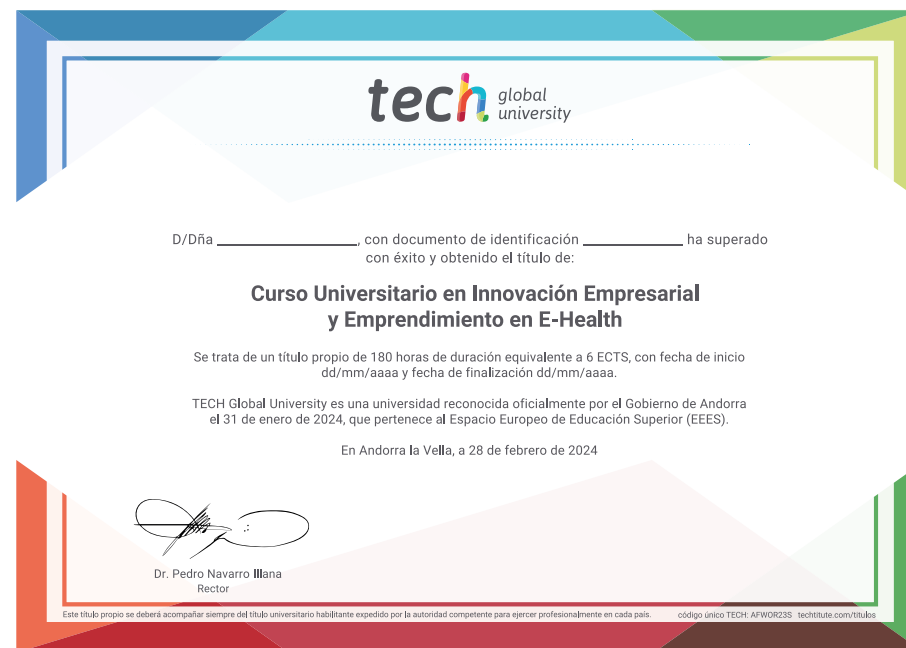 tech global
university
D/Dña ________________, con documento de identificación ____________ ha superado
con éxito y obtenido el título de:
Curso Universitario en Innovación Empresarial
y Emprendimiento en E-Health
Se trata de un título propio de 180 horas de duración equivalente a 6 ECTS, con fecha de inicio
dd/mm/aaaa y fecha de finalización dd/mm/aaaa.
TECH Global University es una universidad reconocida oficialmente por el Gobierno de Andorra
el 31 de enero de 2024, que pertenece al Espacio Europeo de Educación Superior (EEES).
En Andorra la Vella, a 28 de febrero de 2024
Dr. Pedro Navarro Illana
Rector
Este título propio se deberá acompañar siempre del título universitario habilitante expedido por la autoridad competente para ejercer profesionalmente en cada país. código único TECH: AFWOR23S techtitute.com/titulos